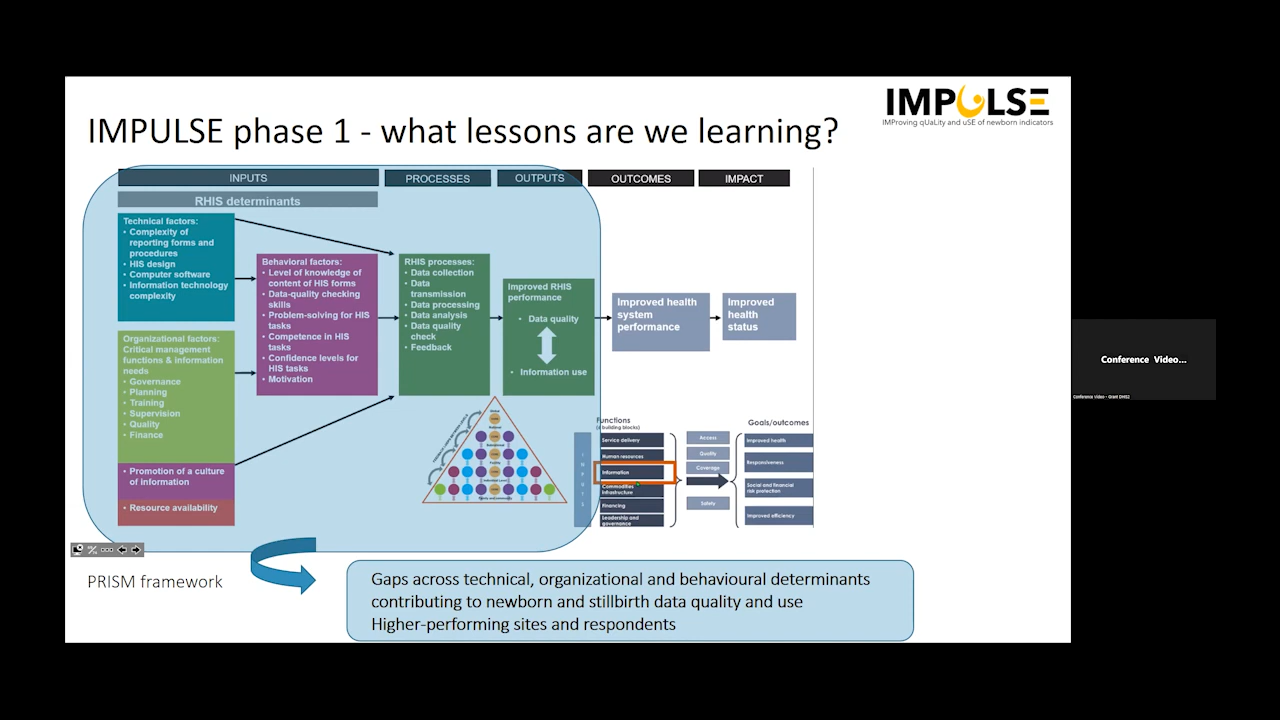 IMPULSE
IMProving qUaLity and uSE of newborn indicators
IMPULSE phase 1 - what lessons are we learning?
INPUTS
PROCESSES
OUTPUTS
OUTCOMES
IMPACT
RHIS determinants
Technical factors:
• Complexity of
reporting forms and
procedures
• HIS design
• Computer software
• Information technology
complexity
Organizational factors:
Critical management
functions & information
needs
• Governance
• Planning
• Training
• Supervision
• Quality
• Finance
• Promotion of a culture
of information
• Resource availability
Behavioral factors:
• Level of knowledge of
content of HIS forms
• Data-quality checking
skills
• Problem-solving for HIS
tasks
• Competence in HIS
tasks
• Confidence levels for
HIS tasks
• Motivation
RHIS processes:
• Data collection
• Data
transmission
• Data processing
• Data analysis
• Data quality
check
• Feedback
Improved RHIS
performance
• Data quality
• Information use
Improved health
system
performance
Improved
health
status
Functions
Goals/outcomes
Service delivery
Human resources
Information
Commodities
Infrastructure
Financing
Leadership and
governance
Access
Quality
Coverage
Safety
Improved health
Responsiveness
Social and financial
risk protection
Improved efficiency
PRISM framework
Gaps across technical, organizational and behavioural determinants
contributing to newborn and stillbirth data quality and use
Higher-performing sites and respondents
Conference Video...
Conference Video - Grant DHIS2